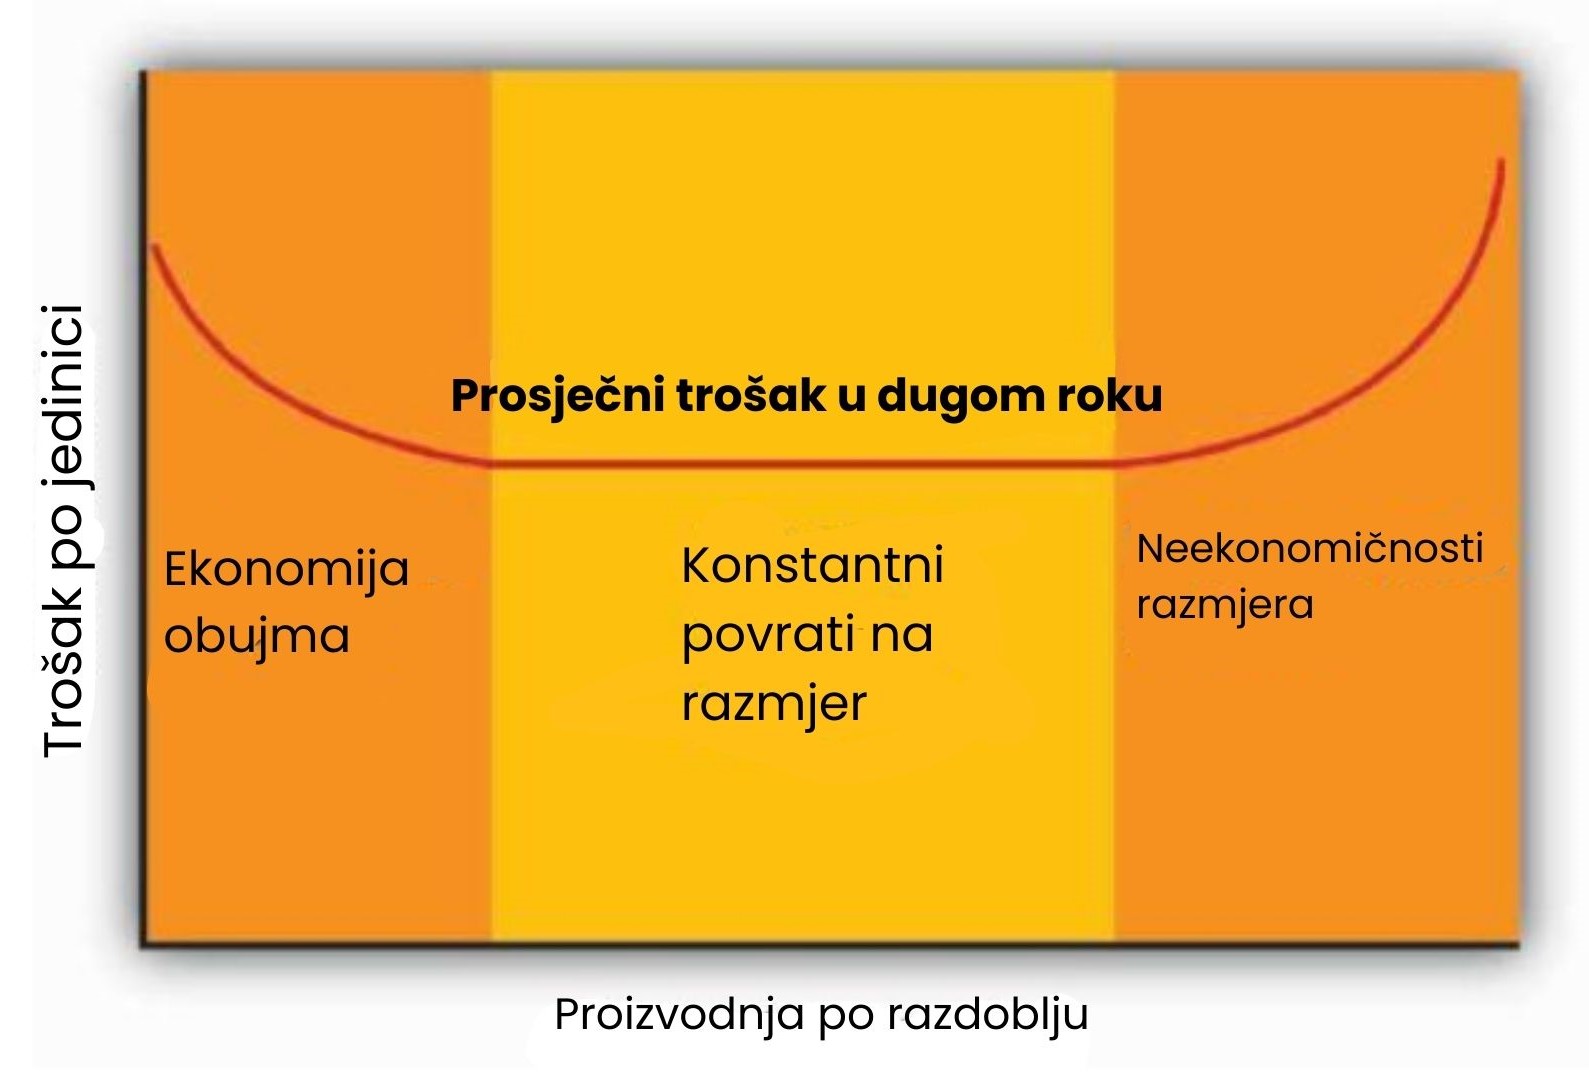 Trošak po jedinici
Prosječni trošak u dugom roku
Ekonomija
obujma
Konstantni
povrati na
razmjer
Neekonomičnosti
razmjera
Proizvodnja po razdoblju